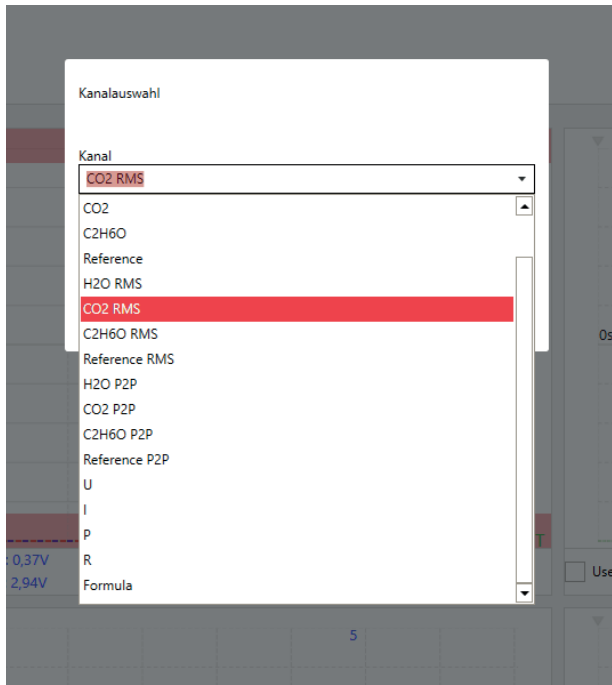 Kanalauswahl
Kanal
CO2 RMS
CO2
C2H6O
Reference
H2O RMS
CO2 RMS
0s
C2H6O RMS
Reference RMS
H2O P2P
CO2 P2P
C2H6O P2P
Reference P2P
U
I
P
T
R
: 0,37V
Use
2,94V
Formula
5